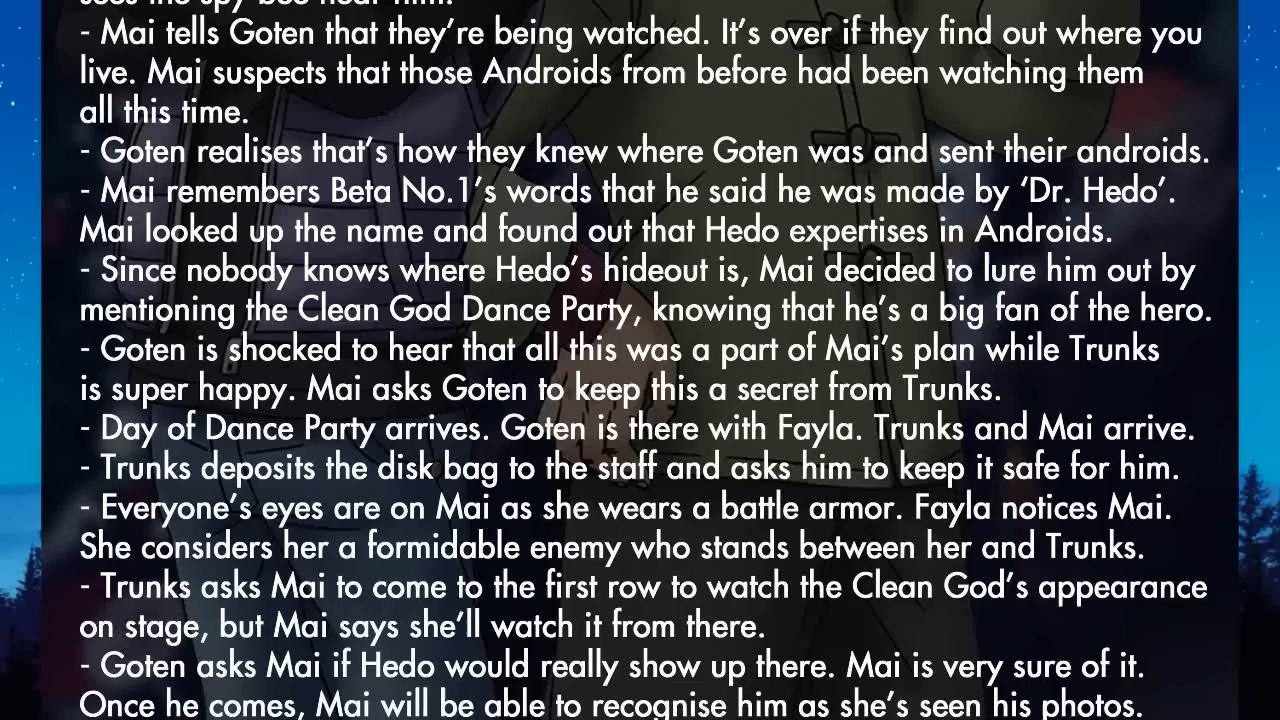 sees the spy bee near him.
- Mai tells Goten that they're being watched. It's over if they find out where you
live. Mai suspects that those Androids from before had been watching them
all this time.
- Goten realises that's how they knew where Goten was and sent their androids.
- Mai remembers Beta No.1's words that he said he was made by ‘Dr. Hedo’.
Mai looked up the name and found out that Hedo expertises in Androids.
- Since nobody knows where Hedo's hideout is, Mai decided to lure him out by
mentioning the Clean God Dance Party, knowing that he's a big fan of the hero.
- Goten is shocked to hear that all this was a part of Mai's plan while Trunks
is super happy. Mai asks Goten to keep this a secret from Trunks.
- Day of Dance Party arrives. Goten is there with Fayla. Trunks and Mai arrive.
- Trunks deposits the disk bag to the staff and asks him to keep it safe for him.
- Everyone's eyes are on Mai as she wears a battle armor. Fayla notices Mai.
She considers her a formidable enemy who stands between her and Trunks.
- Trunks asks Mai to come to the first row to watch the Clean God's appearance
on stage, but Mai says she'll watch it from there.
- Goten asks Mai if Hedo would really show up there. Mai is very sure of it.
Once he comes, Mai will be able to recognise him as she's seen his photos.